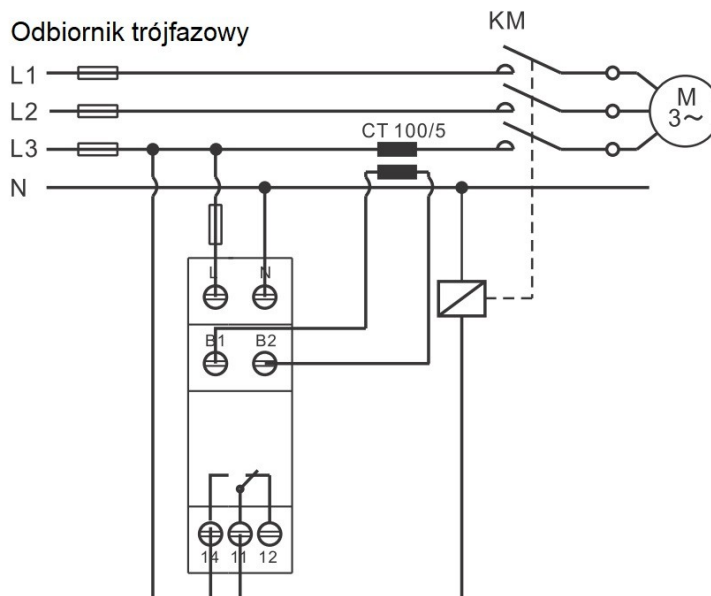 Odbiornik trójfazowy
KM
L1
L2
L3
N
CT 100/5
M
3~
L N
B1 B2
14 11 12